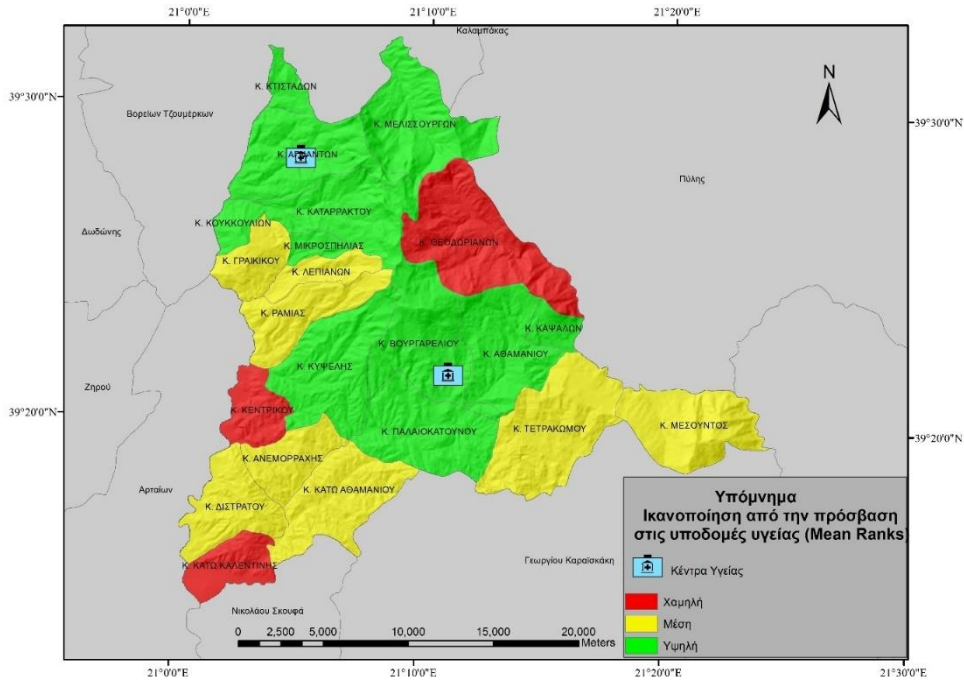 21°0'0"E 21°10'0"E 21°20'0"E
Καλαμπάκας
N
39°30'0"N
39°30'0"N
Κ. ΚΤΙΣΤΑΔΩΝ
Βορείων Τζουμέρκων
Κ. ΜΕΛΙΣΣΟΥΡΓΩΝ
Πύλης
Κ. ΚΑΤΑΡΡΑΚΤΟΥ
Κ. ΚΟΥΚΚΟΥΛΙΩΝ
Δωδώνης
Κ. ΘΕΟΔΩΡΙΑΝΩΝ
Κ. ΜΙΚΡΟΣΠΗΛΙΑΣ
Κ. ΓΡΑΙΚΙΚΟΥ
Κ. ΛΕΠΙΑΝΩΝ
Κ. ΡΑΜΙΑΣ
Κ. ΚΑΨΑΛΩΝ
Κ. ΒΟΥΡΓΑΡΕΛΙΟΥ
Κ. ΑΘΑΜΑΝΙΟΥ
Κ. ΚΥΨΕΛΗΣ
Ζηρού
39°20'0"N
39°20'0"N
Κ. ΚΕΝΤΡΙΚΟΥ
Κ. ΜΕΣΟΥΝΤΟΣ
Κ. ΤΕΤΡΑΚΩΜΟΥ
Κ. ΠΑΛΑΙΟΚΑΤΟΥΝΟΥ
Κ. ΑΝΕΜΟΡΡΑΧΗΣ
Αρταίων
Κ. ΚΑΤΩ ΑΘΑΜΑΝΙΟΥ
Κ. ΔΙΣΤΡΑΤΟΥ
Κ. ΚΑΤΩ ΚΑΛΕΝΤΙΝΗΣ
Γεωργίου Καραϊσκάκη
Νικολάου Σκουφά
Υπόμνημα
Ικανοποίηση από την πρόσβαση
στις υποδομές υγείας (Mean Ranks)
Κέντρα Υγείας
Χαμηλή
Μέση
Υψηλή
0 2,500 5,000 10,000 15,000 20,000
Meters
21°0'0"E 21°10'0"E 21°20'0"E 21°30'0"E